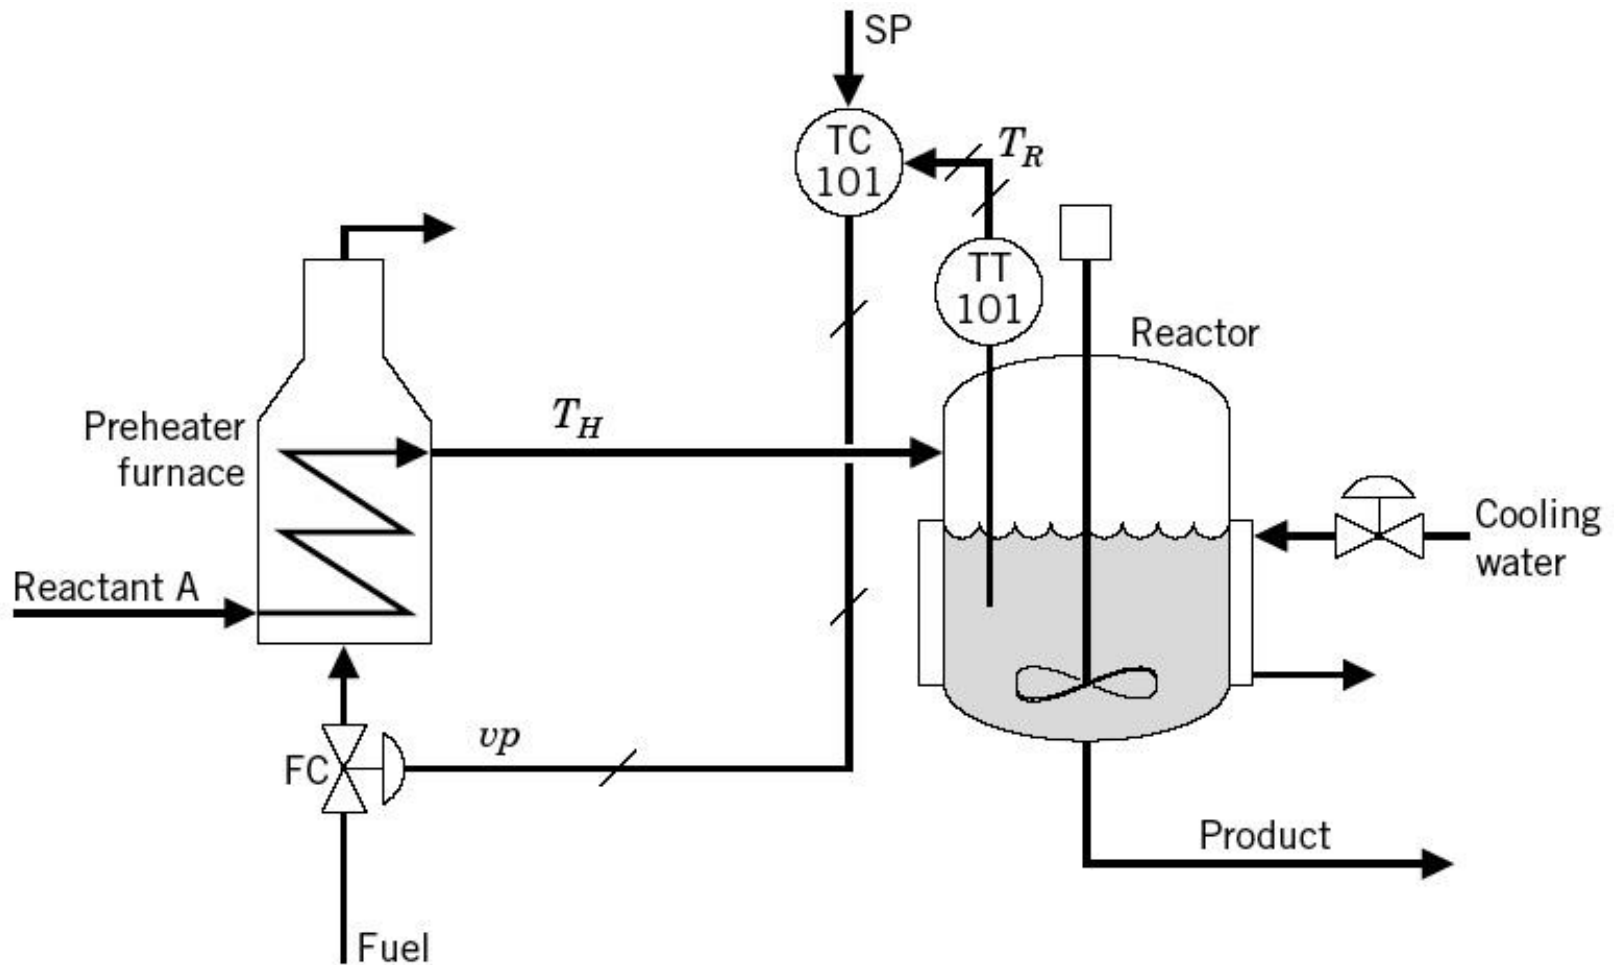 SP
TC
101
T_R
TT
101
Reactor
Preheater
furnace
T_H
Cooling
water
Reactant A
vp
FC
Product
Fuel